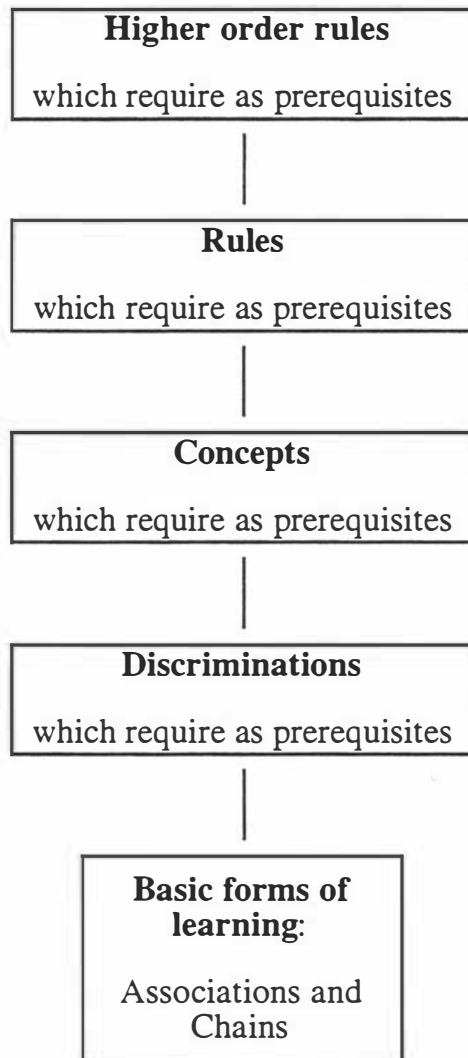 Higher order rules
which require as prerequisites
Rules
which require as prerequisites
Concepts
which require as prerequisites
Discriminations
which require as prerequisites
Basic forms of
learning:
Associations and
Chains